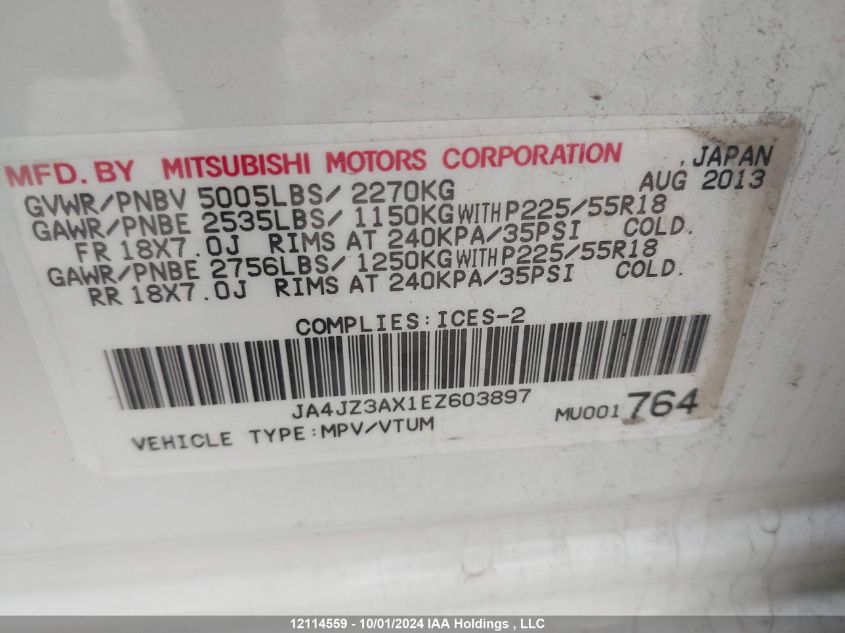 MFD. BY MITSUBISHI MOTORS CORPORATION , JAPAN
GVWR/PNBV 5005LBS/ 2270KG AUG 2013
GAWR/PNBE 2535LBS/ 1150KG WITH P225/55R18
FR 18X7.0J RIMS AT 240KPA/35PSI COLD.
GAWR/PNBE 2756LBS/ 1250KG WITH P225/55R18
RR 18X7.0J RIMS AT 240KPA/35PSI COLD.
COMPLIES:ICES-2
JA4JZ3AX1EZ603897
MU001764
VEHICLE TYPE:MPV/VTUM
12114559 - 10/01/2024 IAA Holdings , LLC